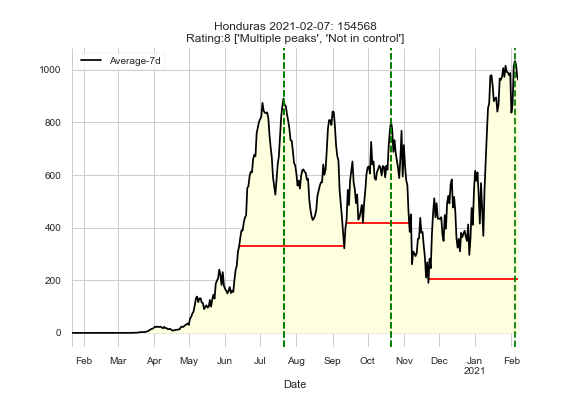 Honduras 2021-02-07: 154568
Rating:8 ['Multiple peaks', 'Not in control']
Average-7d
1000
800
600
400
200
0
Feb Mar Apr May Jun Jul Aug Sep Oct Nov Dec Jan Feb
2021
Date